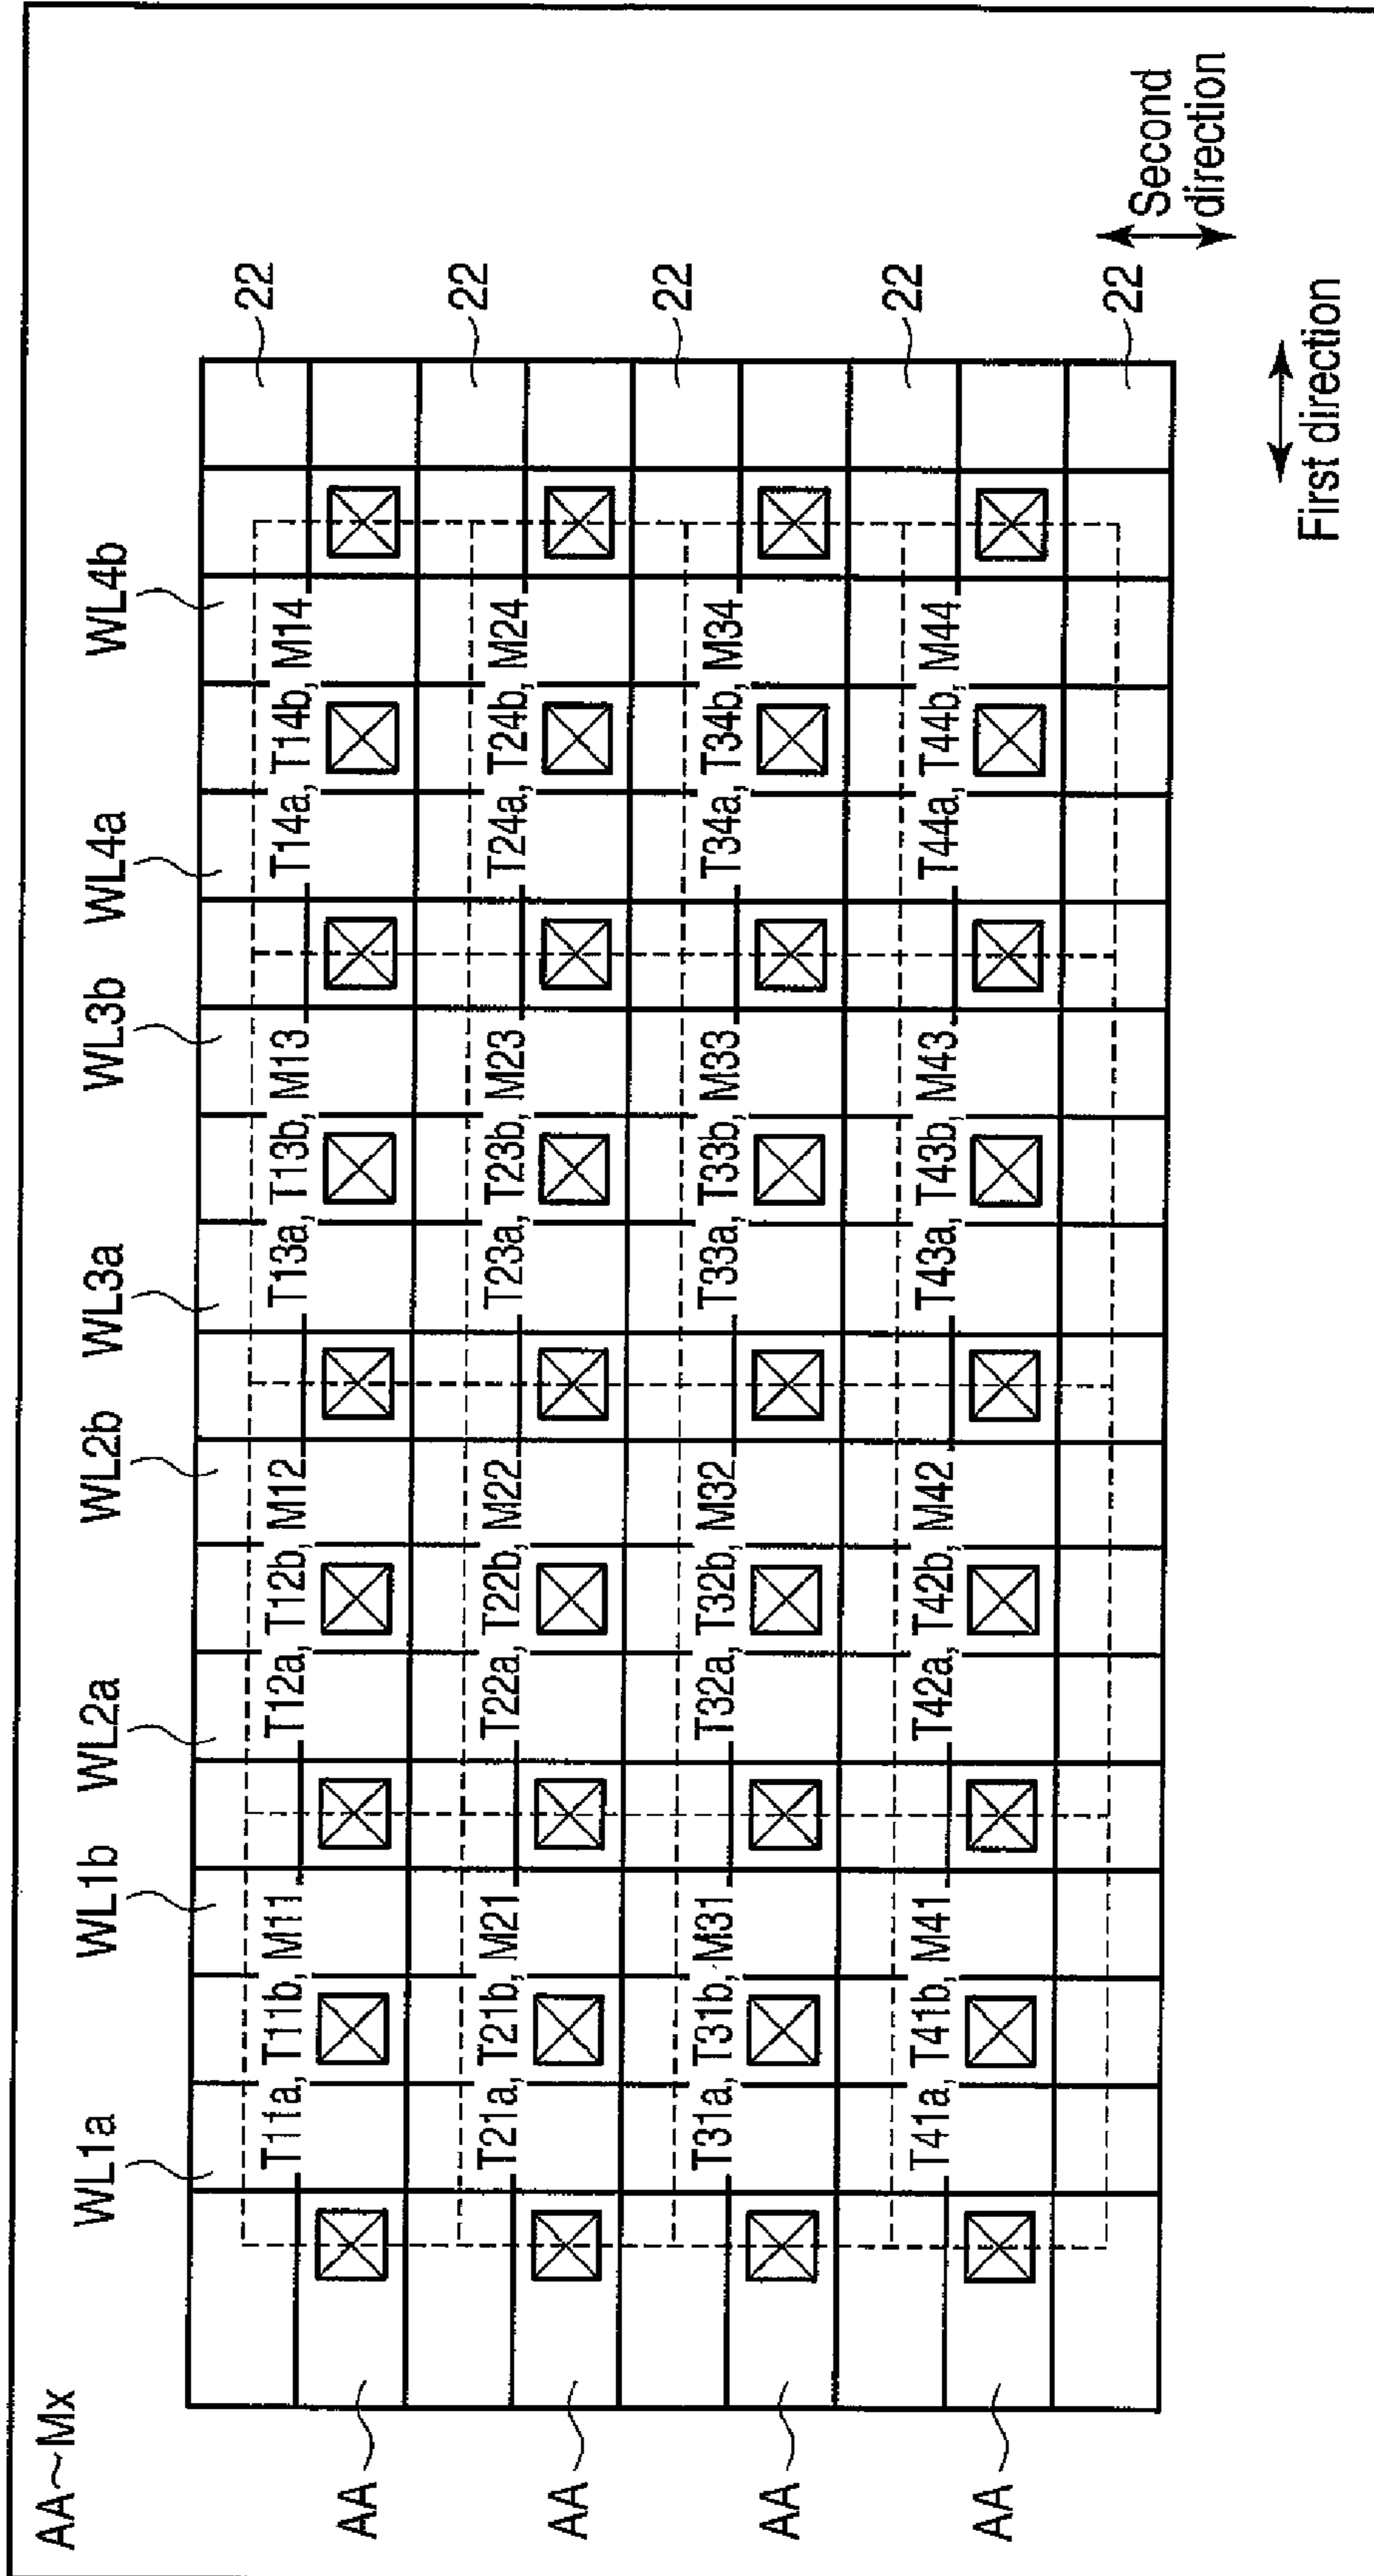 AA~Mx
WL1a
WL1b
WL2a
WL2b
WL3a
WL3b
WL4a
WL4b
T11a, T11b, M11
T12a, T12b, M12
T13a, T13b, M13
T14a, T14b, M14
22
AA
T21a, T21b, M21
T22a, T22b, M22
T23a, T23b, M23
T24a, T24b, M24
22
AA
T31a, T31b, M31
T32a, T32b, M32
T33a, T33b, M33
T34a, T34b, M34
22
AA
T41a, T41b, M41
T42a, T42b, M42
T43a, T43b, M43
T44a, T44b, M44
22
AA
22
Second
direction
First direction